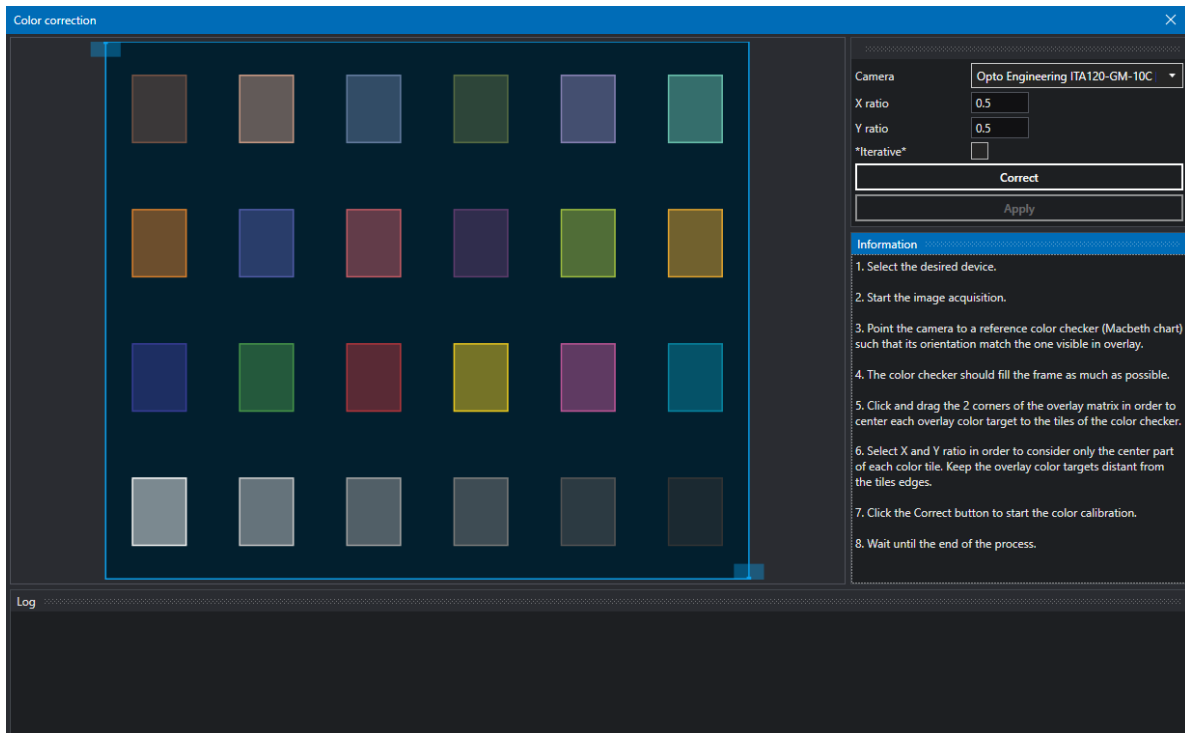 Color correction
Camera
Opto Engineering ITA120-GM-10C
X ratio
0.5
Y ratio
0.5
*Iterative*
Correct
Apply
Information
1. Select the desired device.
2. Start the image acquisition.
3. Point the camera to a reference color checker (Macbeth chart)
such that its orientation match the one visible in overlay.
4. The color checker should fill the frame as much as possible.
5. Click and drag the 2 corners of the overlay matrix in order to
center each overlay color target to the tiles of the color checker.
6. Select X and Y ratio in order to consider only the center part
of each color tile. Keep the overlay color targets distant from
the tiles edges.
7. Click the Correct button to start the color calibration.
8. Wait until the end of the process.
Log